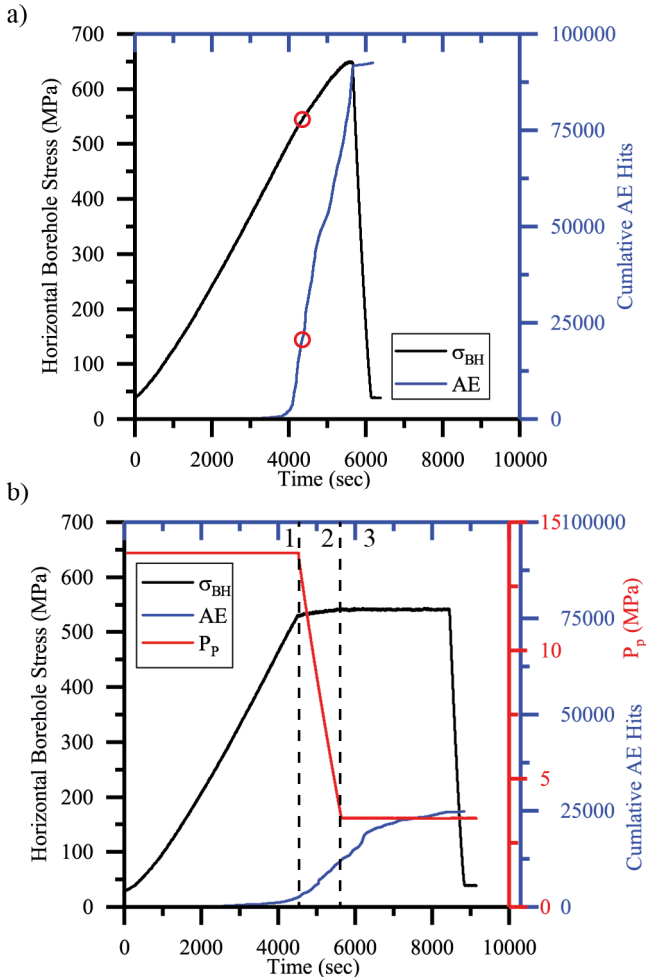 a)
700
600
500
400
300
200
100
0
Horizontal Borehole Stress (MPa)
100000
75000
50000
25000
0
Cumlative AE Hits
σBH
AE
0 2000 4000 6000 8000 10000
Time (sec)
b)
700
600
500
400
300
200
100
0
Horizontal Borehole Stress (MPa)
1 2 3
σBH
AE
PP
15
10
5
0
Pp (MPa)
100000
75000
50000
25000
0
Cumlative AE Hits
0 2000 4000 6000 8000 10000
Time (sec)